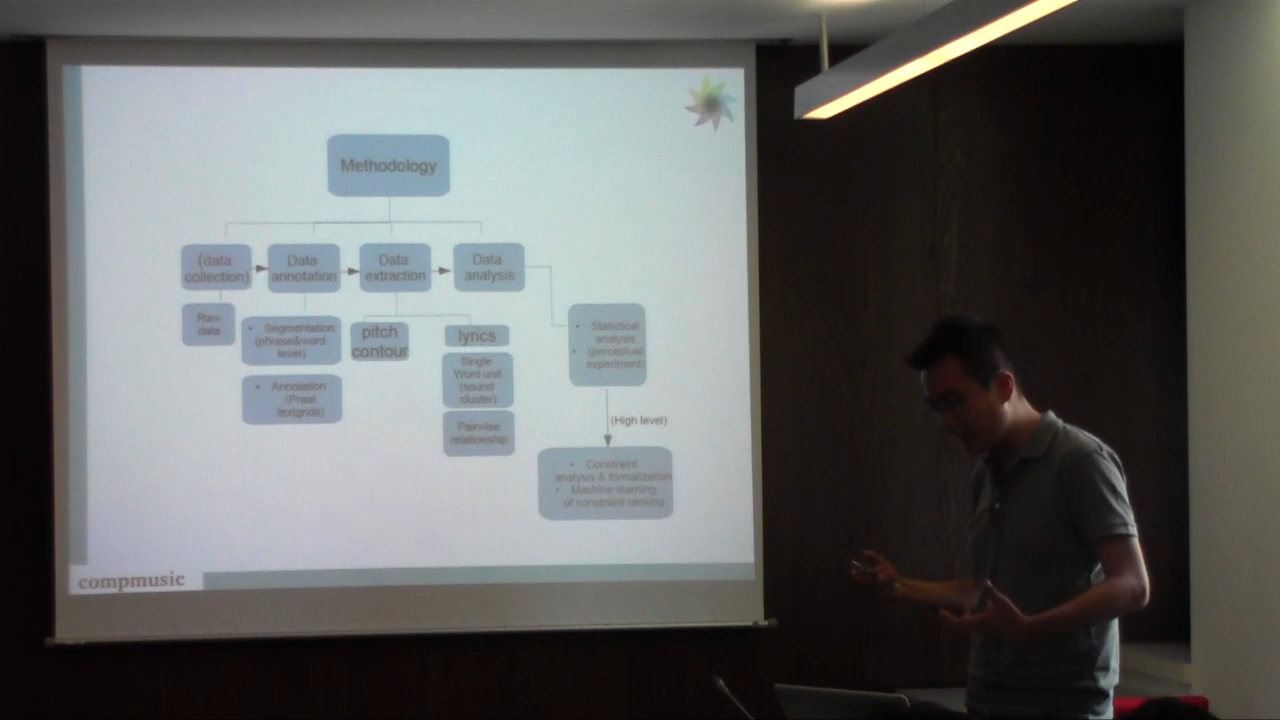 Methodology
(data
collection)
Data
annotation
Data
extraction
Data
analysis
Raw
data
• Segmentation
(phrase&word
level)
• Annotation
(Praat
textgrids)
pitch
contour
lyrics
Single
Word unit
(sound
cluster)
Pairwise
relationship
• Statistical
analysis
• (perceptual
experiment)
(High level)
• Constraint
analysis & formalization
• Machine learning
of constraint ranking
compmusic